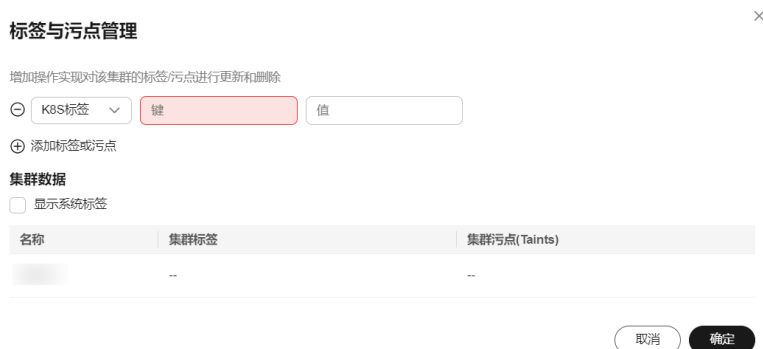 标签与污点管理
增加操作实现对该集群的标签/污点进行更新和删除
K8S标签 键 值
添加标签或污点
集群数据
显示系统标签
名称 集群标签 集群污点(Taints)
-- --
取消 确定